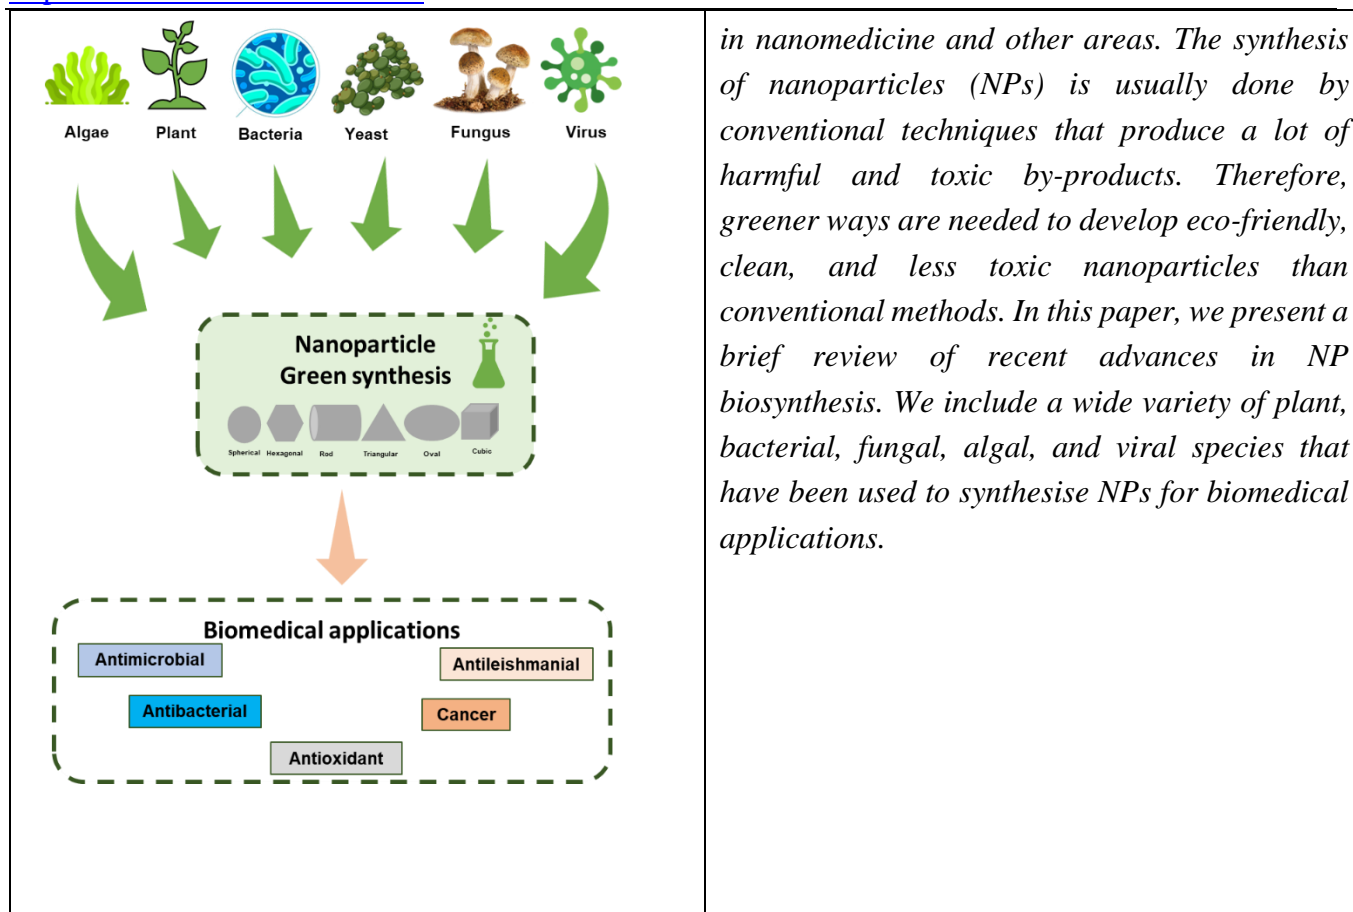 Algae Plant Bacteria Yeast Fungus Virus
Nanoparticle
Green synthesis
Spherical Hexagonal Rod Triangular Oval Cubic
Biomedical applications
Antimicrobial
Antileishmanial
Antibacterial
Cancer
Antioxidant
in nanomedicine and other areas. The synthesis
of nanoparticles (NPs) is usually done by
conventional techniques that produce a lot of
harmful and toxic by-products. Therefore,
greener ways are needed to develop eco-friendly,
clean, and less toxic nanoparticles than
conventional methods. In this paper, we present a
brief review of recent advances in NP
biosynthesis. We include a wide variety of plant,
bacterial, fungal, algal, and viral species that
have been used to synthesise NPs for biomedical
applications.